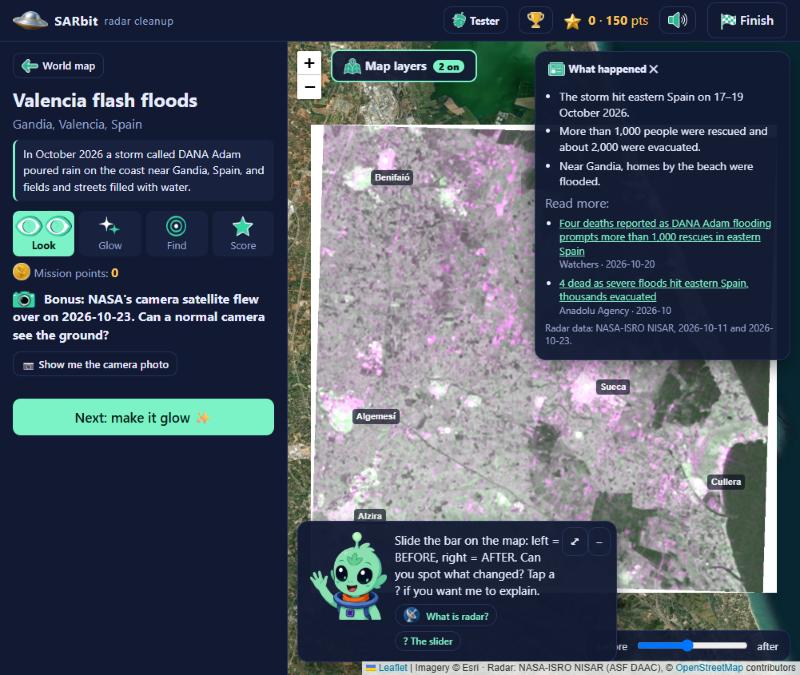 SARbit radar cleanup
Tester
0 · 150 pts
Finish
World map
Valencia flash floods
Gandia, Valencia, Spain
In October 2026 a storm called DANA Adam
poured rain on the coast near Gandia, Spain, and
fields and streets filled with water.
Look
Glow
Find
Score
Mission points: 0
Bonus: NASA's camera satellite flew
over on 2026-10-23. Can a normal camera
see the ground?
Show me the camera photo
Next: make it glow
+
−
Map layers 2 on
Benifaió
Sueca
Algemesí
Cullera
Alzira
What happened X
• The storm hit eastern Spain on 17–19
October 2026.
• More than 1,000 people were rescued and
about 2,000 were evacuated.
• Near Gandia, homes by the beach were
flooded.
Read more:
• Four deaths reported as DANA Adam flooding
prompts more than 1,000 rescues in eastern
Spain
Watchers · 2026-10-20
• 4 dead as severe floods hit eastern Spain,
thousands evacuated
Anadolu Agency · 2026-10
Radar data: NASA-ISRO NISAR, 2026-10-11 and 2026-
10-23.
Slide the bar on the map: left =
BEFORE, right = AFTER. Can
you spot what changed? Tap a
? if you want me to explain.
What is radar?
? The slider
after
Leaflet | Imagery © Esri · Radar: NASA-ISRO NISAR (ASF DAAC), © OpenStreetMap contributors